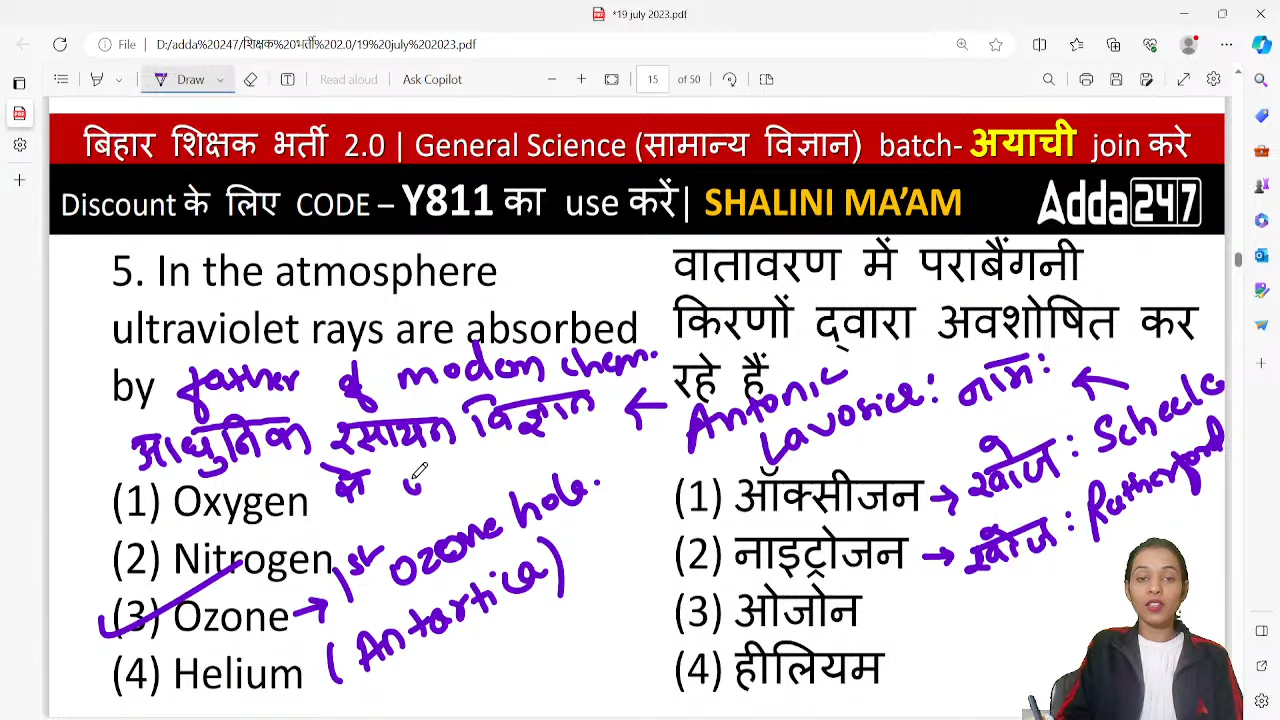 *19 july 2023.pdf
File D:/adda%20247/शिक्षक%20भर्ती%202.0/19%20july%202023.pdf
Draw Read aloud Ask Copilot 15 of 50
बिहार शिक्षक भर्ती 2.0 | General Science (सामान्य विज्ञान) batch- अयाची join करे
Discount के लिए CODE – Y811 का use करें| SHALINI MA’AM Adda 247
5. In the atmosphere
ultraviolet rays are absorbed
by father of modern chem.
आधुनिक रसायन विज्ञान ←
के
(1) Oxygen
(2) Nitrogen
(3) Ozone → 1st Ozone hole.
(Antartica)
(4) Helium
वातावरण में पराबैंगनी
किरणों द्वारा अवशोषित कर
रहे हैं
Antonie
Lavosiee: नाम: ←
(1) ऑक्सीजन → खोज : Scheele
(2) नाइट्रोजन → खोज : Rutherford
(3) ओजोन
(4) हीलियम